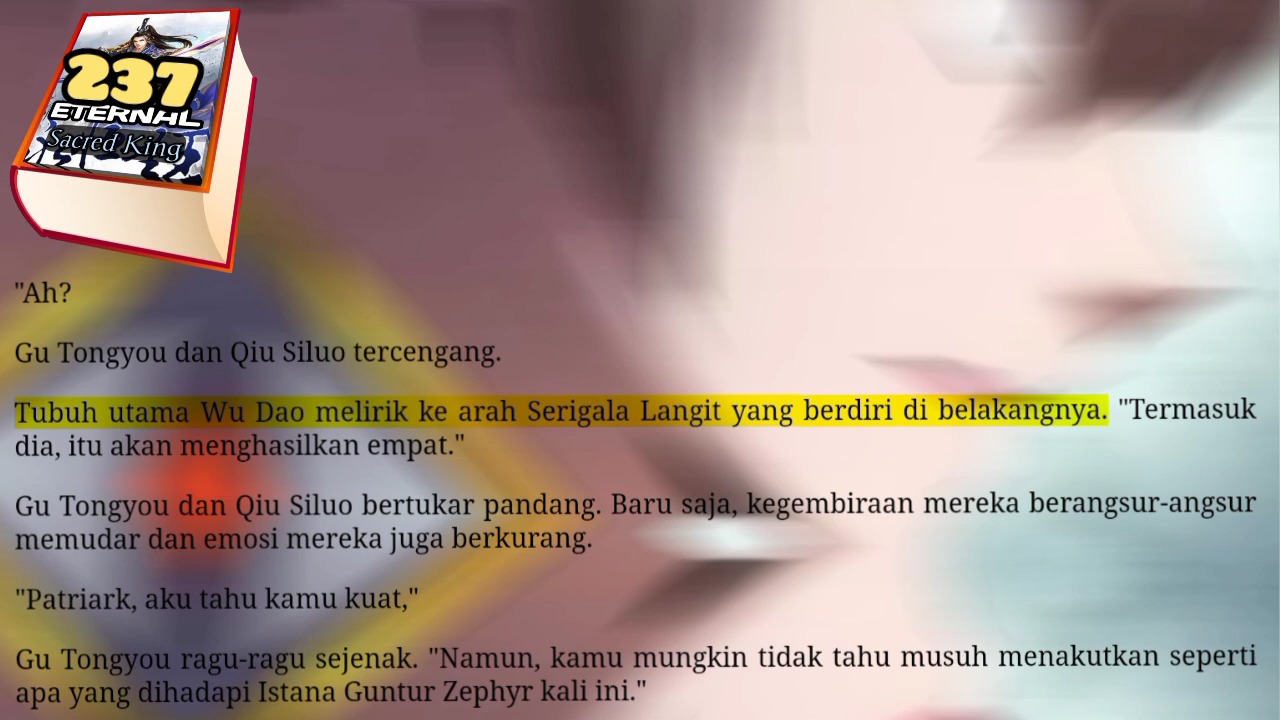 237
ETERNAL
Sacred King
"Ah?
Gu Tongyou dan Qiu Siluo tercengang.
Tubuh utama Wu Dao melirik ke arah Serigala Langit yang berdiri di belakangnya. "Termasuk
dia, itu akan menghasilkan empat."
Gu Tongyou dan Qiu Siluo bertukar pandang. Baru saja, kegembiraan mereka berangsur-angsur
memudar dan emosi mereka juga berkurang.
"Patriark, aku tahu kamu kuat,"
Gu Tongyou ragu-ragu sejenak. "Namun, kamu mungkin tidak tahu musuh menakutkan seperti
apa yang dihadapi Istana Guntur Zephyr kali ini."